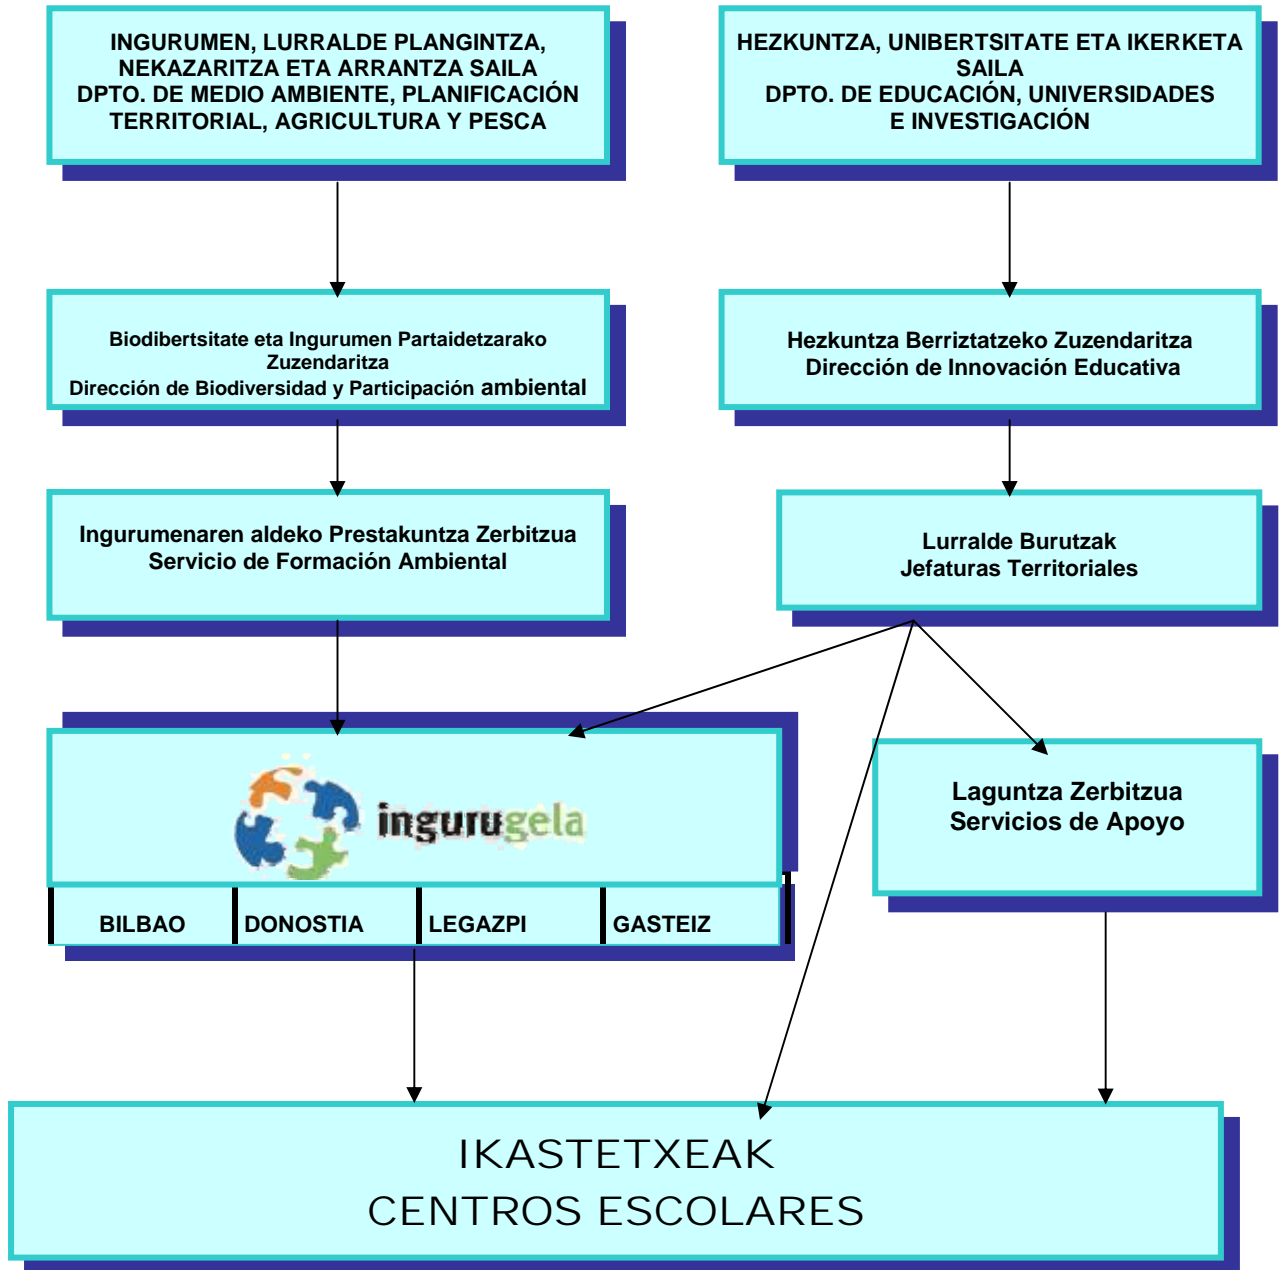 INGURUMEN, LURRALDE PLANGINTZA,
NEKAZARITZA ETA ARRANTZA SAILA
DPTO. DE MEDIO AMBIENTE, PLANIFICACIÓN
TERRITORIAL, AGRICULTURA Y PESCA
HEZKUNTZA, UNIBERTSITATE ETA IKERKETA
SAILA
DPTO. DE EDUCACIÓN, UNIVERSIDADES
E INVESTIGACIÓN
Biodibertsitate eta Ingurumen Partaidetzarako
Zuzendaritza
Dirección de Biodiversidad y Participación ambiental
Hezkuntza Berriztatzeko Zuzendaritza
Dirección de Innovación Educativa
Ingurumenaren aldeko Prestakuntza Zerbitzua
Servicio de Formación Ambiental
Lurralde Burutzak
Jefaturas Territoriales
ingurugela
BILBAO DONOSTIA LEGAZPI GASTEIZ
Laguntza Zerbitzua
Servicios de Apoyo
IKASTETXEAK
CENTROS ESCOLARES